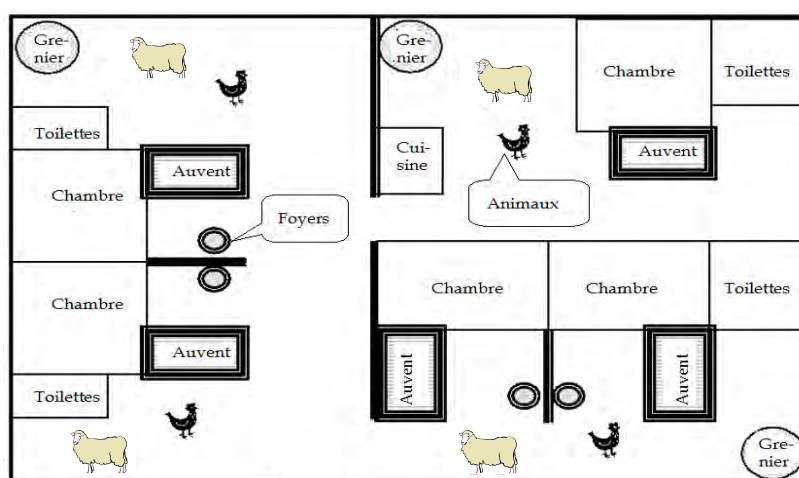 Gre-
nier
Toilettes
Auvent
Chambre
Foyers
Chambre
Auvent
Toilettes
Gre-
nier
Chambre
Toilettes
Cui-
sine
Auvent
Animaux
Chambre
Chambre
Toilettes
Auvent
Auvent
Gre-
nier